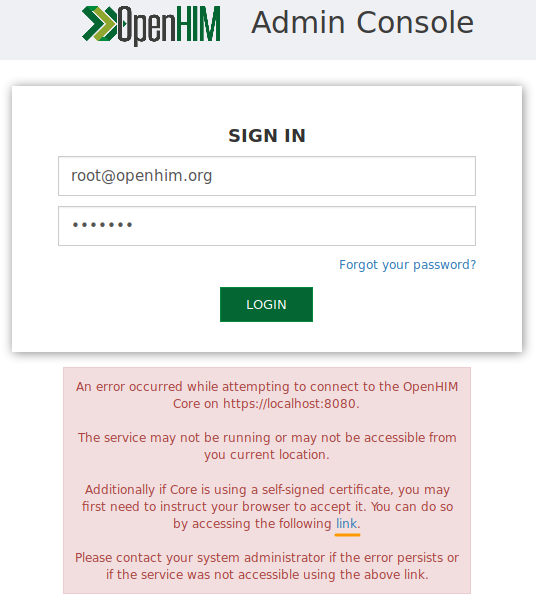 OpenHIM Admin Console
SIGN IN
root@openhim.org
•••••••
Forgot your password?
LOGIN
An error occurred while attempting to connect to the OpenHIM
Core on https://localhost:8080.
The service may not be running or may not be accessible from
you current location.
Additionally if Core is using a self-signed certificate, you may
first need to instruct your browser to accept it. You can do so
by accessing the following link.
Please contact your system administrator if the error persists or
if the service was not accessible using the above link.